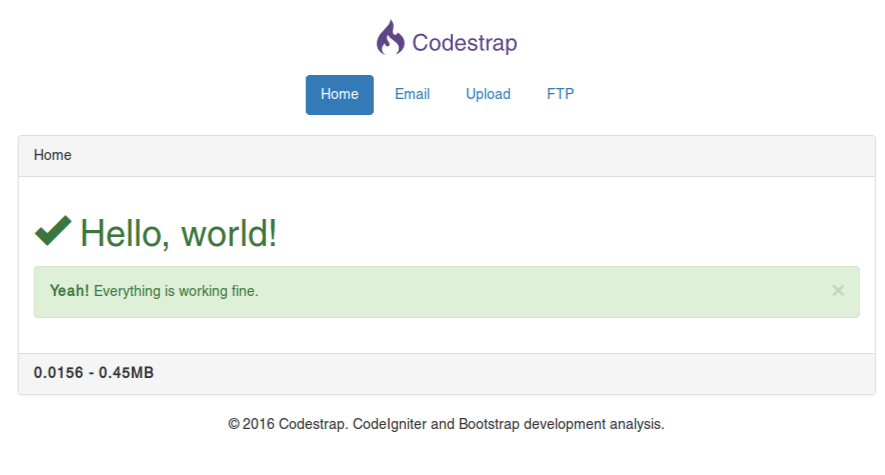 Codestrap
Home Email Upload FTP
Home
Hello, world!
Yeah! Everything is working fine. ×
0.0156 - 0.45MB
© 2016 Codestrap. CodeIgniter and Bootstrap development analysis.